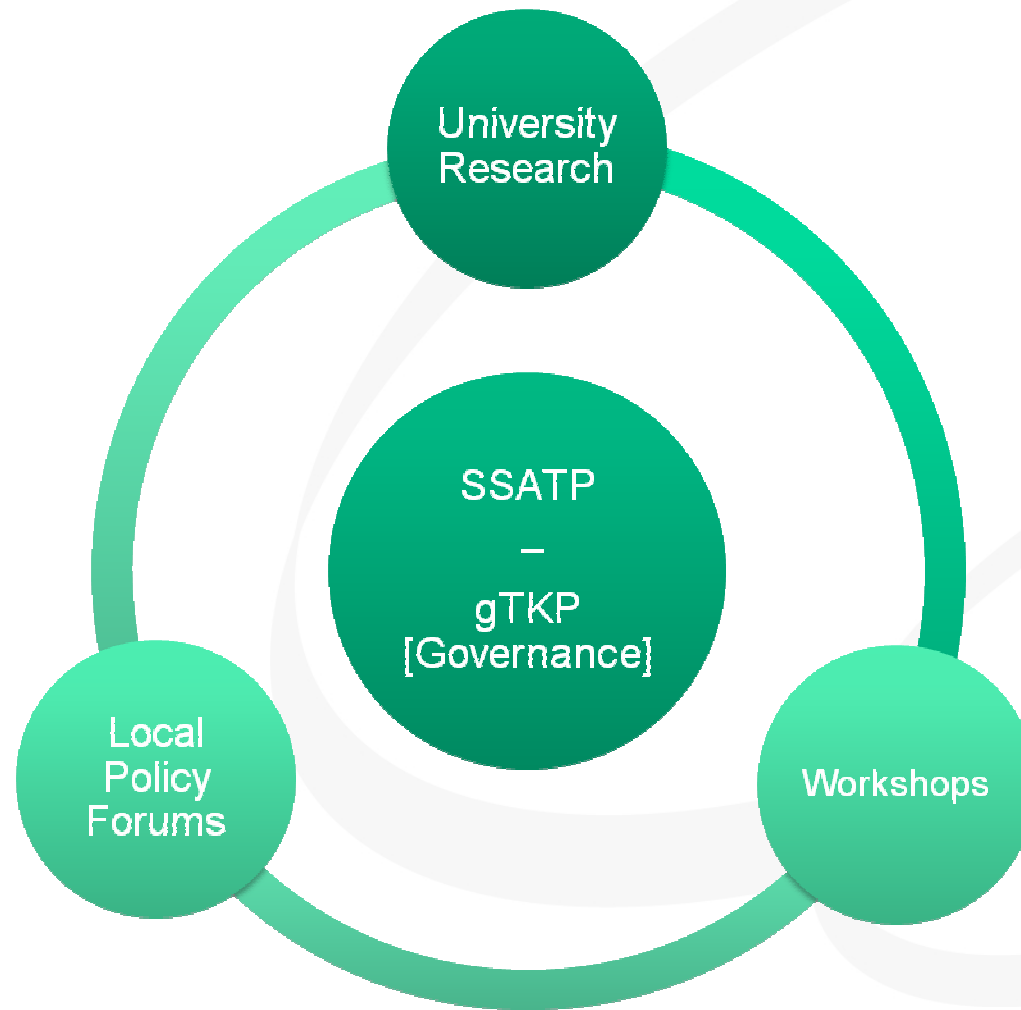 University
Research
SSATP
–
gTKP
[Governance]
Local
Policy
Forums
Workshops